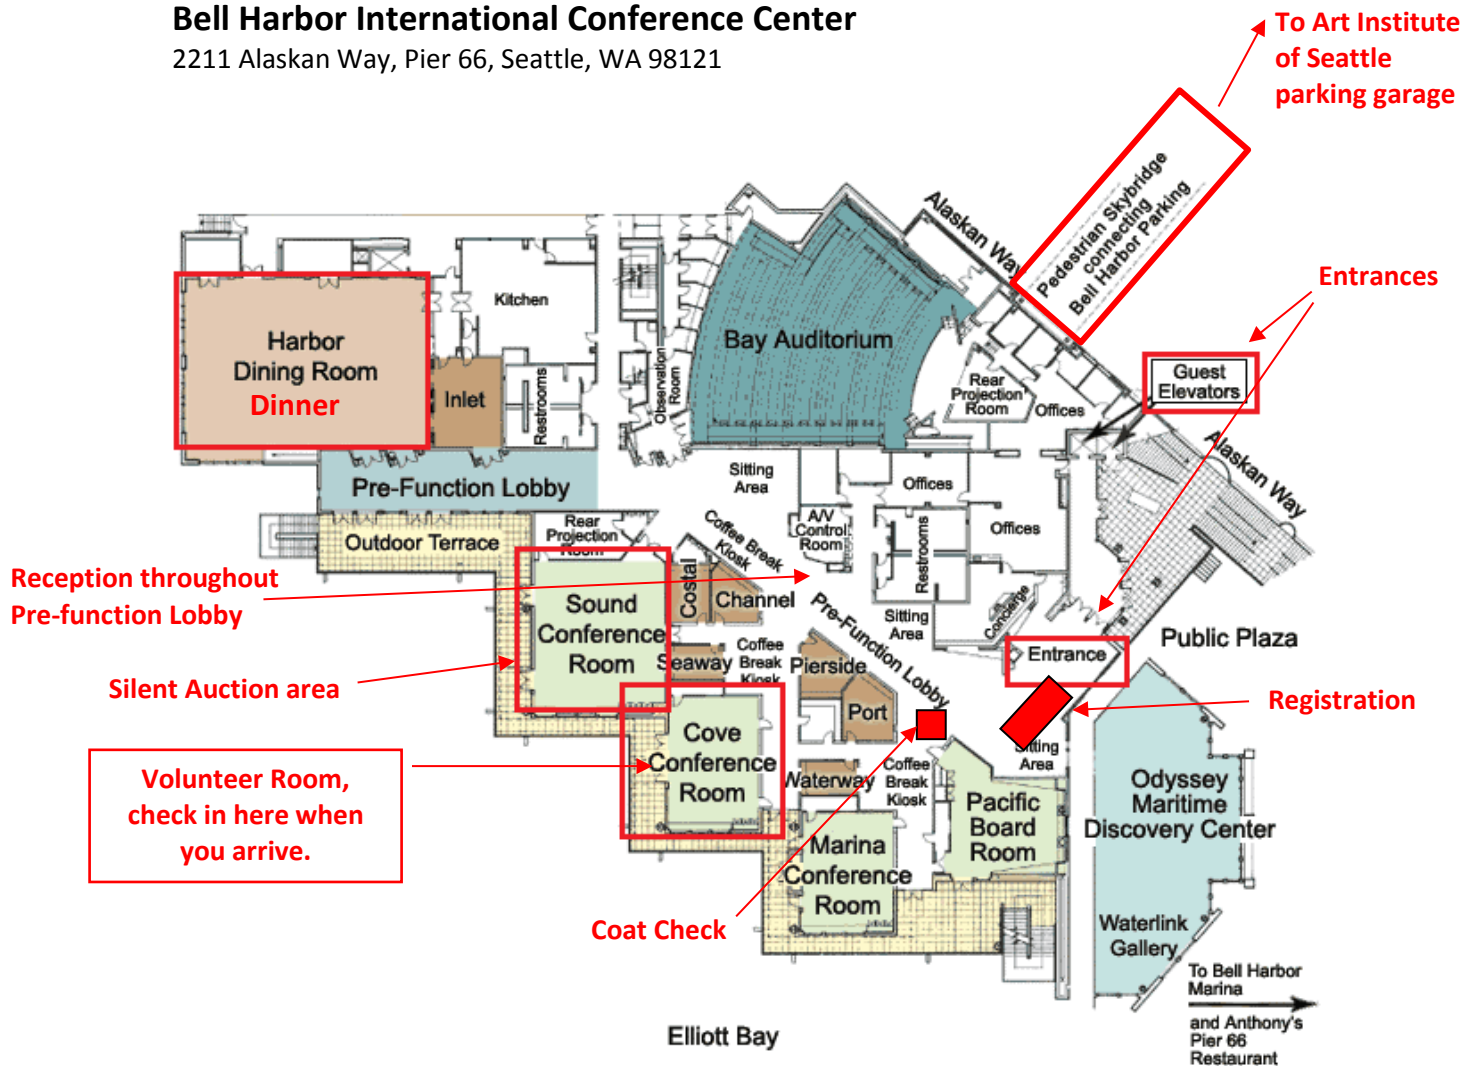 Bell Harbor International Conference Center
2211 Alaskan Way, Pier 66, Seattle, WA 98121
To Art Institute
of Seattle
parking garage
Pedestrian Skybridge
connecting
Bell Harbor Parking
Alaskan Way
Entrances
Guest
Elevators
Alaskan Way
Kitchen
Harbor
Dining Room
Dinner
Inlet
Restrooms
Observation
Room
Bay Auditorium
Rear
Projection
Room
Offices
Pre-Function Lobby
Sitting
Area
Offices
A/V
Control
Room
Restrooms
Offices
Outdoor Terrace
Rear
Projection
Room
Coffee Break
Kiosk
Reception throughout
Pre-function Lobby
Costal
Channel
Sound
Conference
Room
Pre-Function Lobby
Sitting
Area
Concierge
Entrance
Public Plaza
Seaway
Coffee
Break
Kiosk
Pierside
Port
Silent Auction area
Registration
Sitting
Area
Cove
Conference
Room
Volunteer Room,
check in here when
you arrive.
Waterway
Coffee
Break
Kiosk
Pacific
Board
Room
Odyssey
Maritime
Discovery Center
Marina
Conference
Room
Coat Check
Waterlink
Gallery
To Bell Harbor
Marina
and Anthony's
Pier 66
Restaurant
Elliott Bay